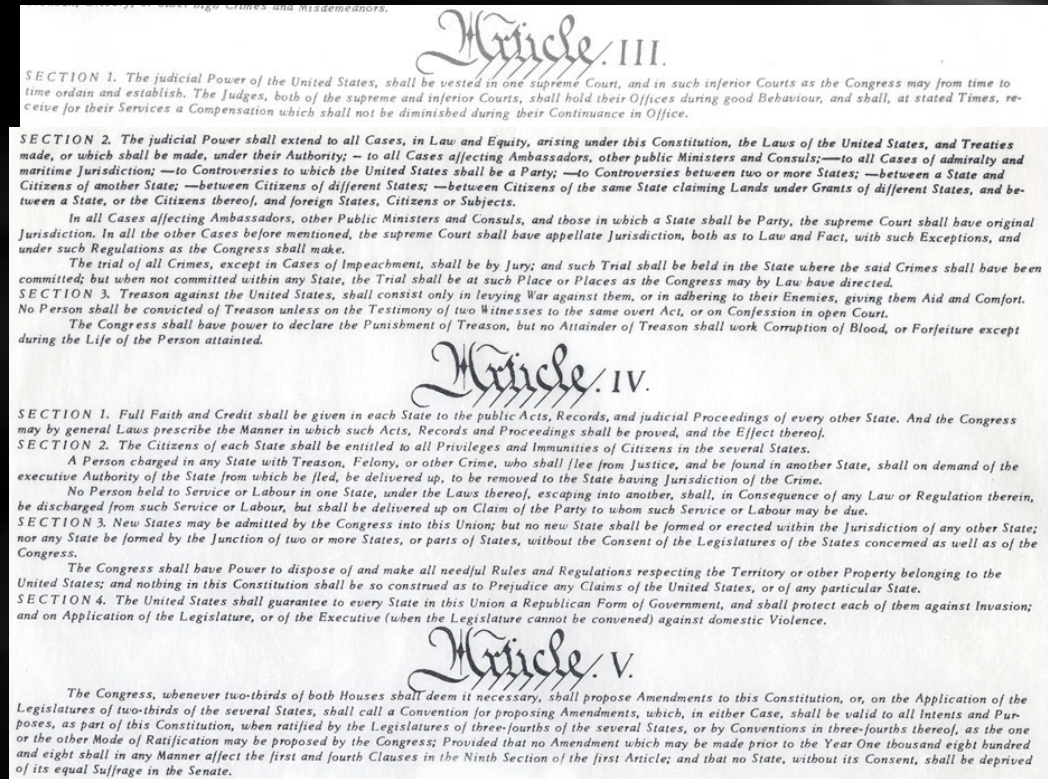 high Crimes and Misdemeanors.
Article. III.
SECTION 1. The judicial Power of the United States, shall be vested in one supreme Court, and in such inferior Courts as the Congress may from time to
time ordain and establish. The Judges, both of the supreme and inferior Courts, shall hold their Offices during good Behaviour, and shall, at stated Times, re-
ceive for their Services a Compensation which shall not be diminished during their Continuance in Office.
SECTION 2. The judicial Power shall extend to all Cases, in Law and Equity, arising under this Constitution, the Laws of the United States, and Treaties
made, or which shall be made, under their Authority; — to all Cases affecting Ambassadors, other public Ministers and Consuls;—to all Cases of admiralty and
maritime Jurisdiction; —to Controversies to which the United States shall be a Party; —to Controversies between two or more States; —between a State and
Citizens of another State; —between Citizens of different States; —between Citizens of the same State claiming Lands under Grants of different States, and be-
tween a State, or the Citizens thereof, and foreign States, Citizens or Subjects.
In all Cases affecting Ambassadors, other Public Ministers and Consuls, and those in which a State shall be Party, the supreme Court shall have original
Jurisdiction. In all the other Cases before mentioned, the supreme Court shall have appellate Jurisdiction, both as to Law and Fact, with such Exceptions, and
under such Regulations as the Congress shall make.
The trial of all Crimes, except in Cases of Impeachment, shall be by Jury; and such Trial shall be held in the State where the said Crimes shall have been
committed; but when not committed within any State, the Trial shall be at such Place or Places as the Congress may by Law have directed.
SECTION 3. Treason against the United States, shall consist only in levying War against them, or in adhering to their Enemies, giving them Aid and Comfort.
No Person shall be convicted of Treason unless on the Testimony of two Witnesses to the same overt Act, or on Confession in open Court.
The Congress shall have power to declare the Punishment of Treason, but no Attainder of Treason shall work Corruption of Blood, or Forfeiture except
during the Life of the Person attainted.
Article. IV.
SECTION 1. Full Faith and Credit shall be given in each State to the public Acts, Records, and judicial Proceedings of every other State. And the Congress
may by general Laws prescribe the Manner in which such Acts, Records and Proceedings shall be proved, and the Effect thereof.
SECTION 2. The Citizens of each State shall be entitled to all Privileges and Immunities of Citizens in the several States.
A Person charged in any State with Treason, Felony, or other Crime, who shall flee from Justice, and be found in another State, shall on demand of the
executive Authority of the State from which he fled, be delivered up, to be removed to the State having Jurisdiction of the Crime.
No Person held to Service or Labour in one State, under the Laws thereof, escaping into another, shall, in Consequence of any Law or Regulation therein,
be discharged from such Service or Labour, but shall be delivered up on Claim of the Party to whom such Service or Labour may be due.
SECTION 3. New States may be admitted by the Congress into this Union; but no new State shall be formed or erected within the Jurisdiction of any other State;
nor any State be formed by the Junction of two or more States, or parts of States, without the Consent of the Legislatures of the States concerned as well as of the
Congress.
The Congress shall have Power to dispose of and make all needful Rules and Regulations respecting the Territory or other Property belonging to the
United States; and nothing in this Constitution shall be so construed as to Prejudice any Claims of the United States, or of any particular State.
SECTION 4. The United States shall guarantee to every State in this Union a Republican Form of Government, and shall protect each of them against Invasion;
and on Application of the Legislature, or of the Executive (when the Legislature cannot be convened) against domestic Violence.
Article. V.
The Congress, whenever two-thirds of both Houses shall deem it necessary, shall propose Amendments to this Constitution, or, on the Application of the
Legislatures of two-thirds of the several States, shall call a Convention for proposing Amendments, which, in either Case, shall be valid to all Intents and Pur-
poses, as part of this Constitution, when ratified by the Legislatures of three-fourths of the several States, or by Conventions in three-fourths thereof, as the one
or the other Mode of Ratification may be proposed by the Congress; Provided that no Amendment which may be made prior to the Year One thousand eight hundred
and eight shall in any Manner affect the first and fourth Clauses in the Ninth Section of the first Article; and that no State, without its Consent, shall be deprived
of its equal Suffrage in the Senate.